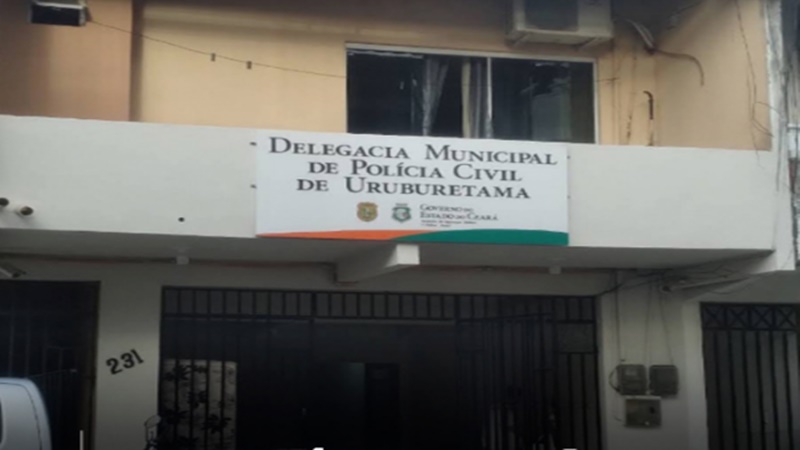 DELEGACIA MUNICIPAL
DE POLÍCIA CIVIL
DE URUBURETAMA
GOVERNO DO
ESTADO DO CEARÁ
231